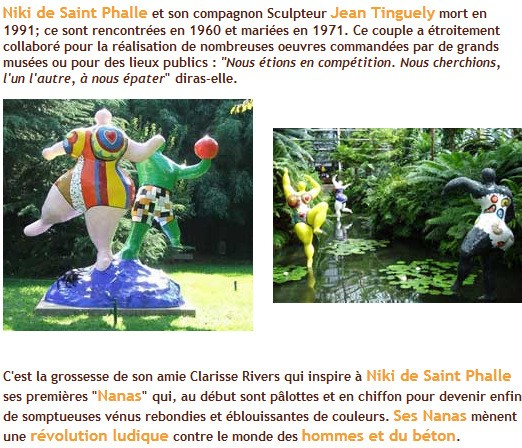 Niki de Saint Phalle et son compagnon Sculpteur Jean Tinguely mort en
1991; ce sont rencontrées en 1960 et mariées en 1971. Ce couple a étroitement
collaboré pour la réalisation de nombreuses oeuvres commandées par de grands
musées ou pour des lieux publics : "Nous étions en compétition. Nous cherchions,
l'un l'autre, à nous épater" diras-elle.
C'est la grossesse de son amie Clarisse Rivers qui inspire à Niki de Saint Phalle
ses premières "Nanas" qui, au début sont pâlottes et en chiffon pour devenir enfin
de somptueuses vénus rebondies et éblouissantes de couleurs. Ses Nanas mènent
une révolution ludique contre le monde des hommes et du béton.